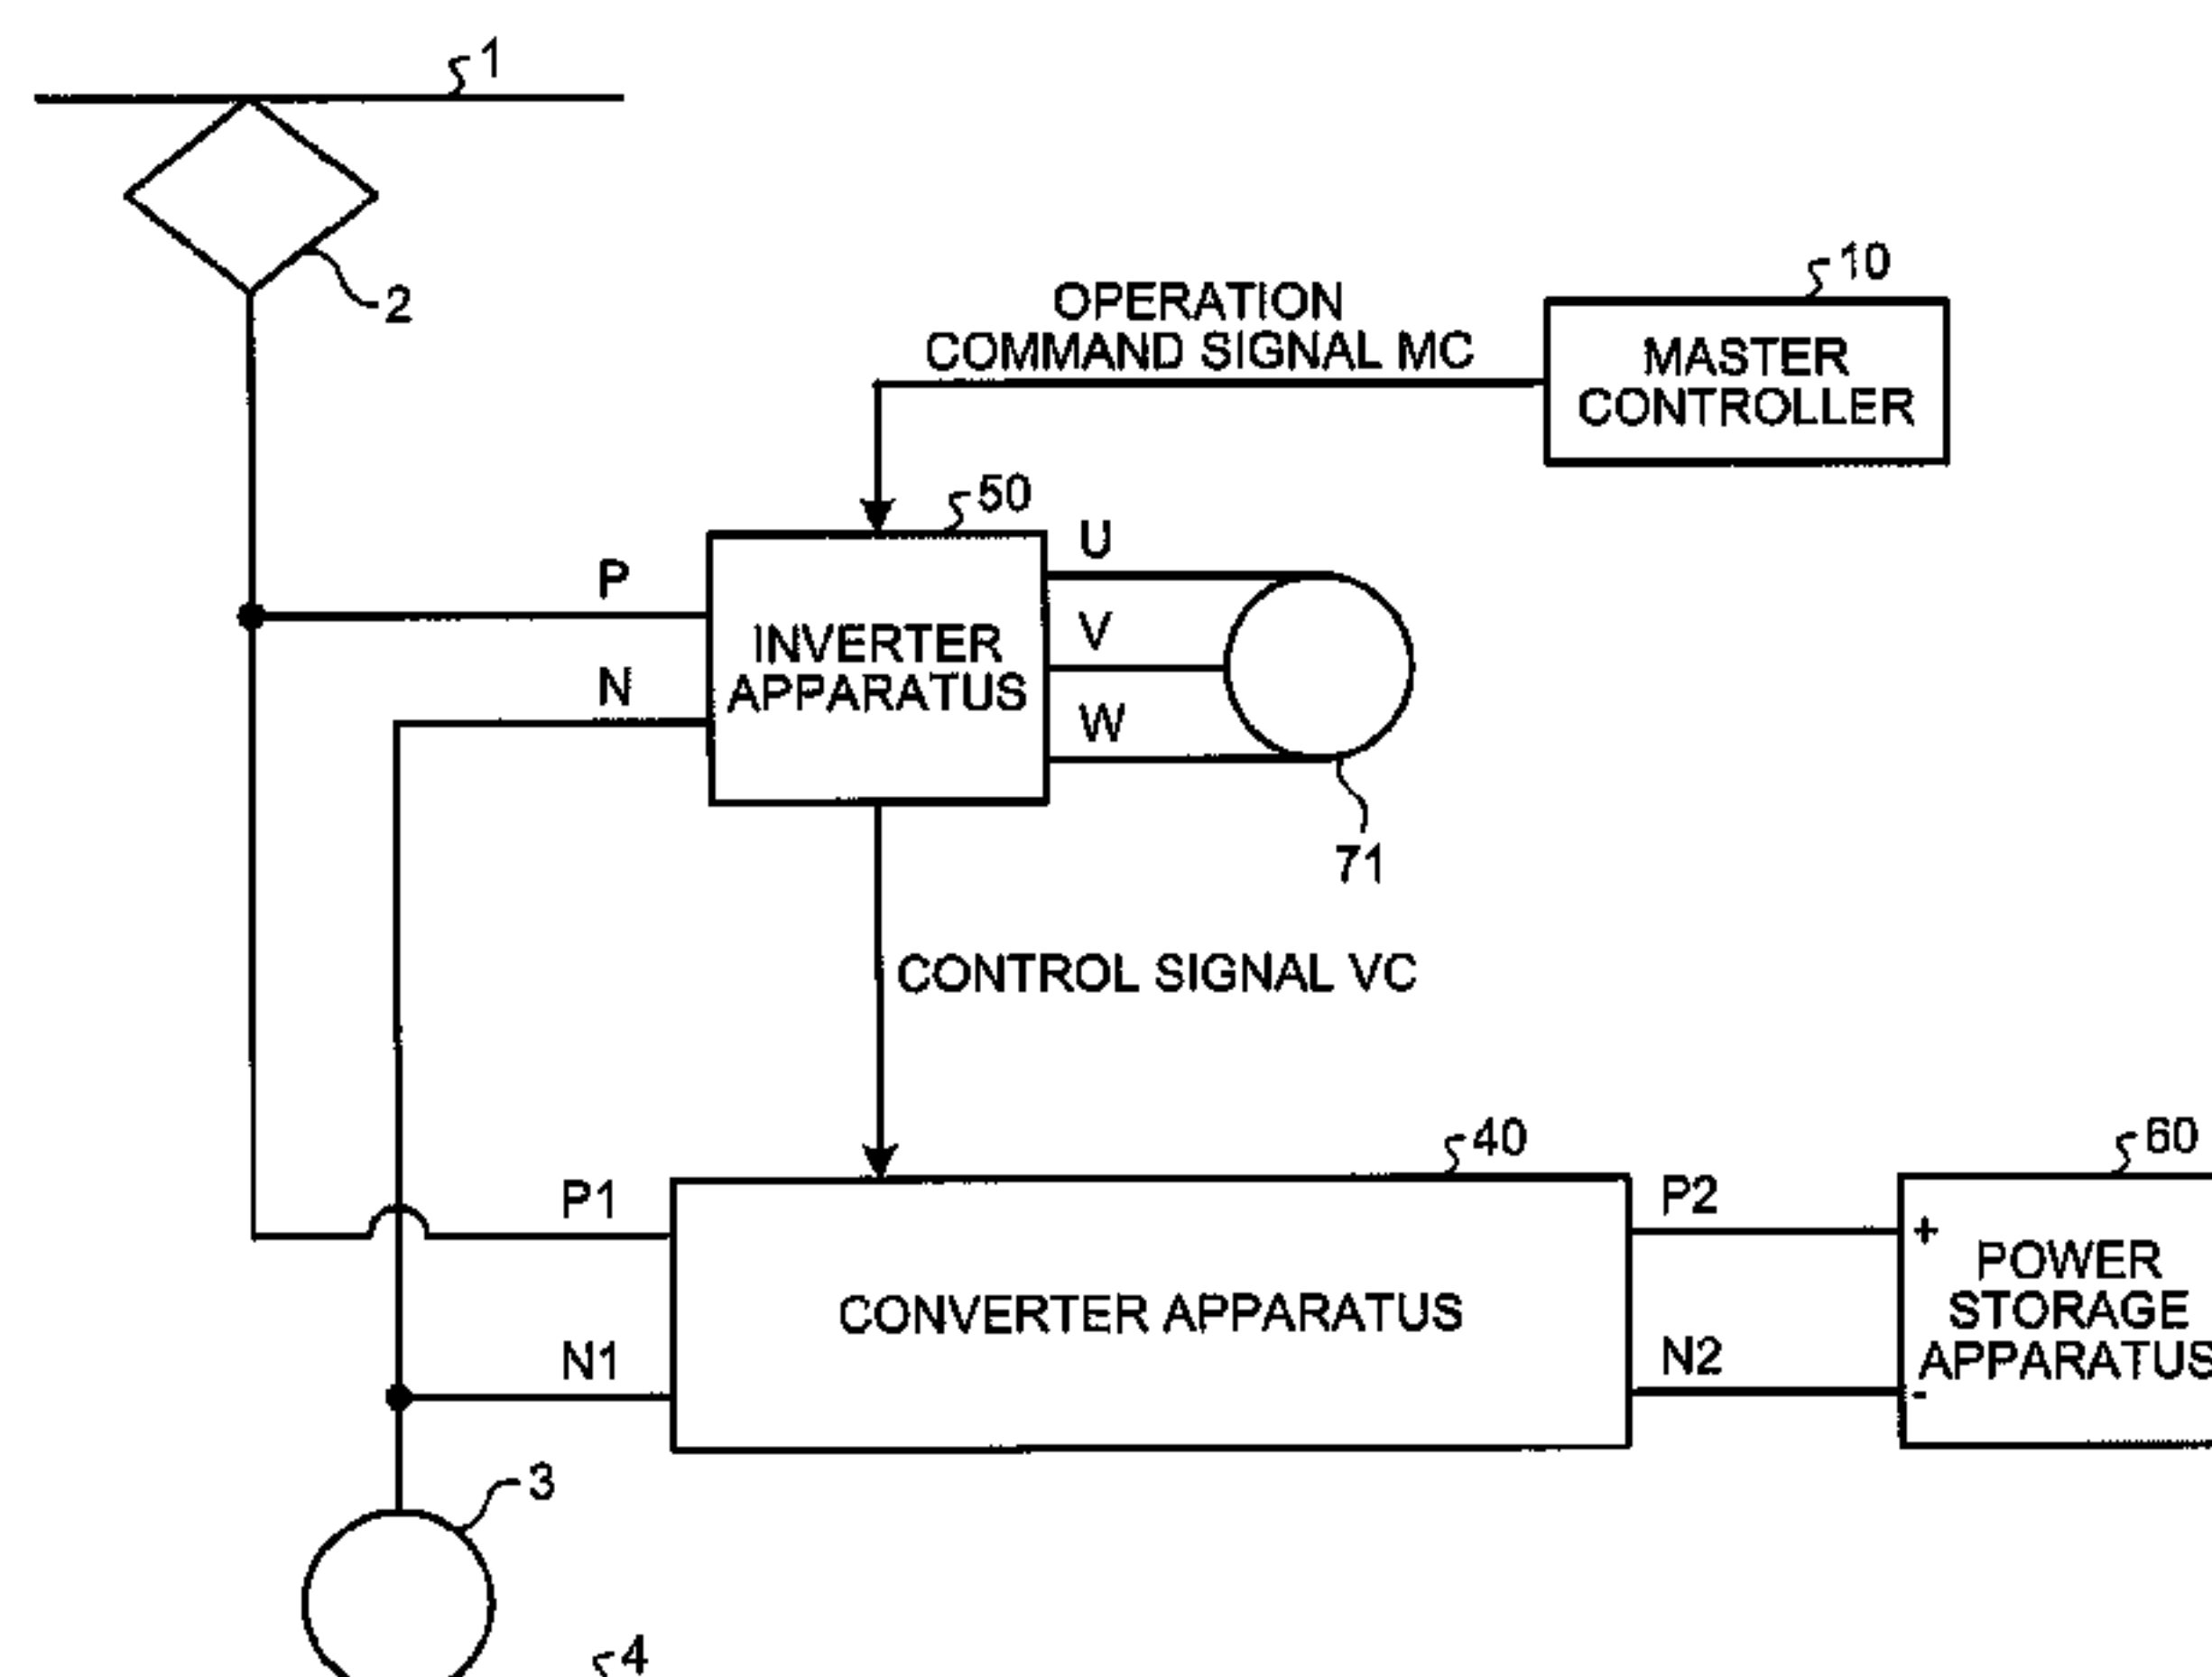 1
2
10
OPERATION
COMMAND SIGNAL MC
MASTER
CONTROLLER
50
U
P
V
INVERTER
APPARATUS
N
W
71
CONTROL SIGNAL VC
40
60
P1
P2
+
POWER
STORAGE
APPARATUS
CONVERTER APPARATUS
N1
N2
-
3
4